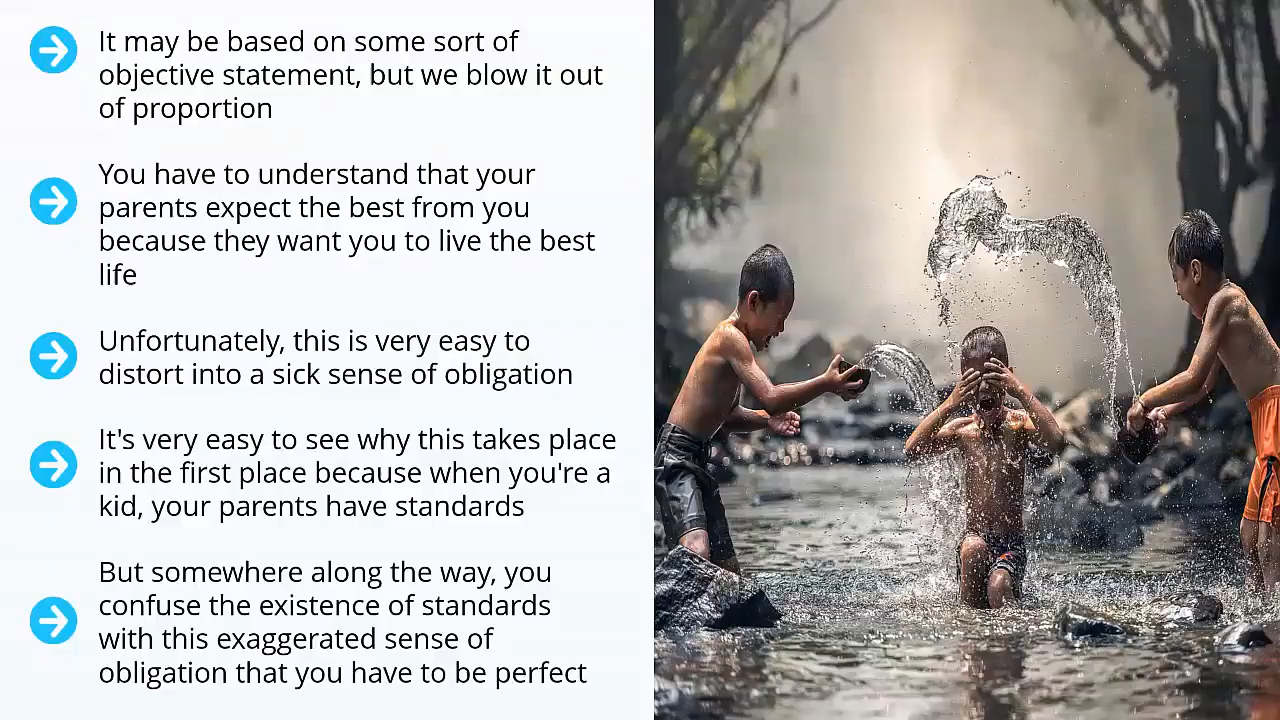 It may be based on some sort of
objective statement, but we blow it out
of proportion
You have to understand that your
parents expect the best from you
because they want you to live the best
life
Unfortunately, this is very easy to
distort into a sick sense of obligation
It's very easy to see why this takes place
in the first place because when you're a
kid, your parents have standards
But somewhere along the way, you
confuse the existence of standards
with this exaggerated sense of
obligation that you have to be perfect